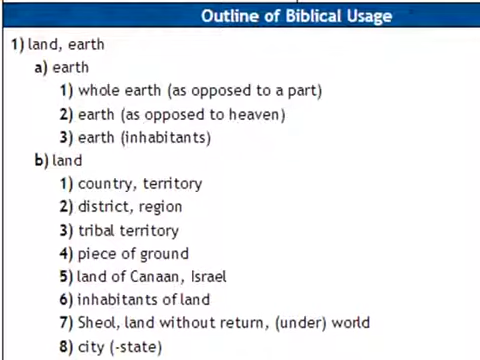 Outline of Biblical Usage
1) land, earth
a) earth
1) whole earth (as opposed to a part)
2) earth (as opposed to heaven)
3) earth (inhabitants)
b) land
1) country, territory
2) district, region
3) tribal territory
4) piece of ground
5) land of Canaan, Israel
6) inhabitants of land
7) Sheol, land without return, (under) world
8) city (-state)